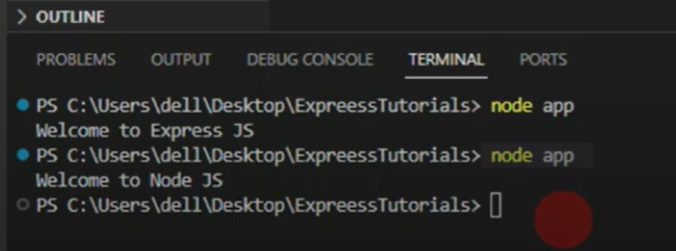 > OUTLINE
PROBLEMS OUTPUT DEBUG CONSOLE TERMINAL PORTS
PS C:\Users\dell\Desktop\ExpreessTutorials> node app
Welcome to Express JS
PS C:\Users\dell\Desktop\ExpreessTutorials> node app
Welcome to Node JS
PS C:\Users\dell\Desktop\ExpreessTutorials>